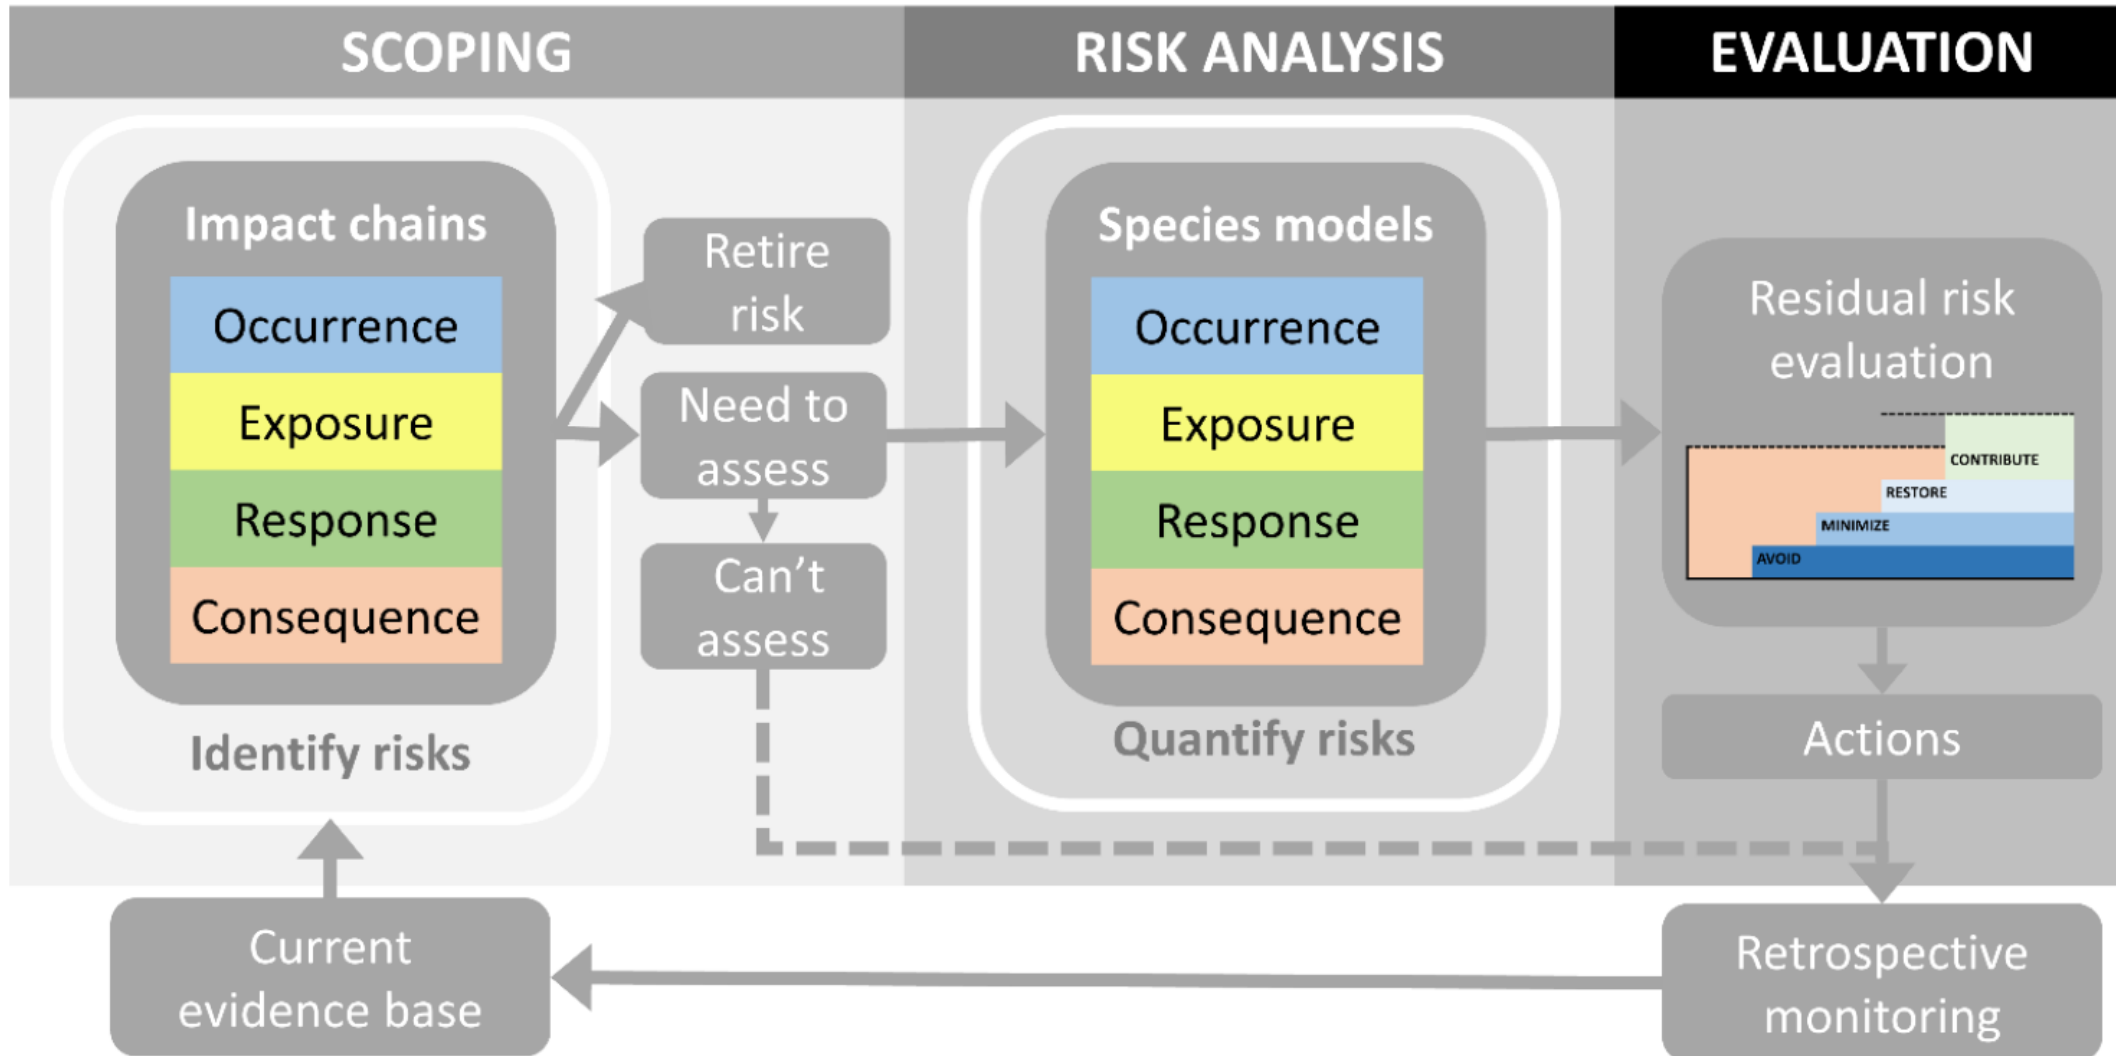 SCOPING
RISK ANALYSIS
EVALUATION
Impact chains
Occurrence
Exposure
Response
Consequence
Identify risks
Retire
risk
Need to
assess
Can't
assess
Species models
Occurrence
Exposure
Response
Consequence
Quantify risks
Residual risk
evaluation
CONTRIBUTE
RESTORE
MINIMIZE
AVOID
Actions
Current
evidence base
Retrospective
monitoring